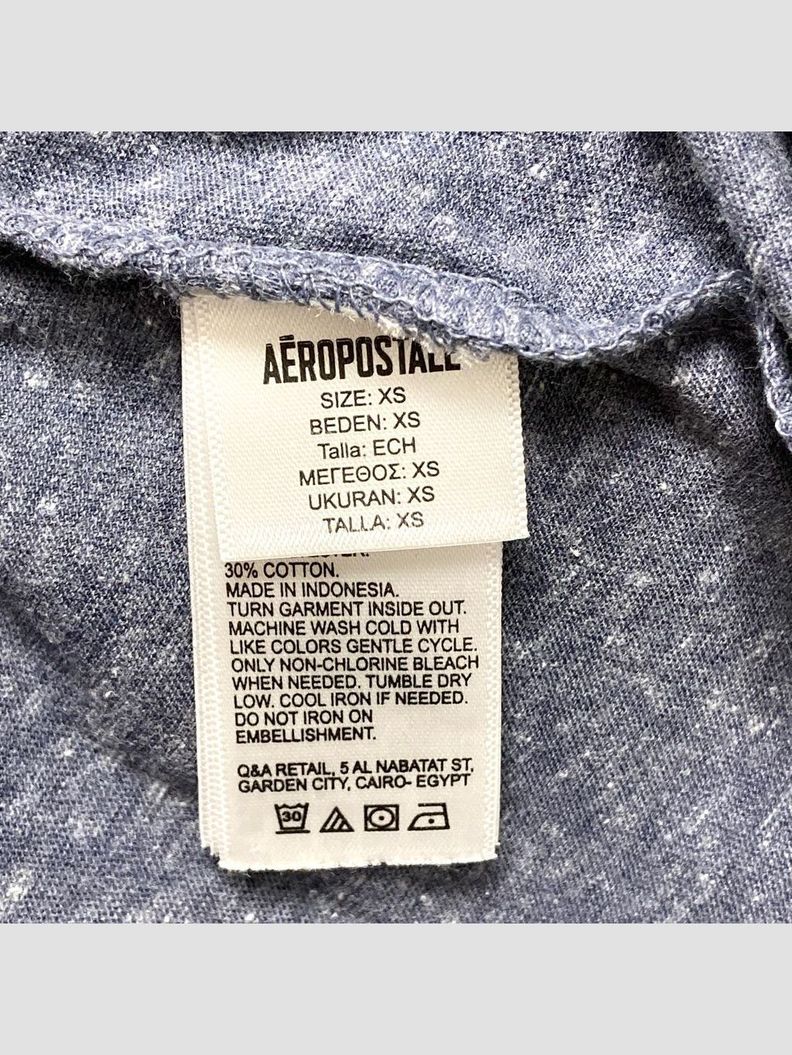 AÉROPOSTALE
SIZE: XS
BEDEN: XS
Talla: ECH
ΜΕΓΕΘΟΣ: XS
UKURAN: XS
TALLA: XS
30% COTTON.
MADE IN INDONESIA.
TURN GARMENT INSIDE OUT.
MACHINE WASH COLD WITH
LIKE COLORS GENTLE CYCLE.
ONLY NON-CHLORINE BLEACH
WHEN NEEDED. TUMBLE DRY
LOW. COOL IRON IF NEEDED.
DO NOT IRON ON
EMBELLISHMENT.
Q&A RETAIL, 5 AL NABATAT ST,
GARDEN CITY, CAIRO- EGYPT
30